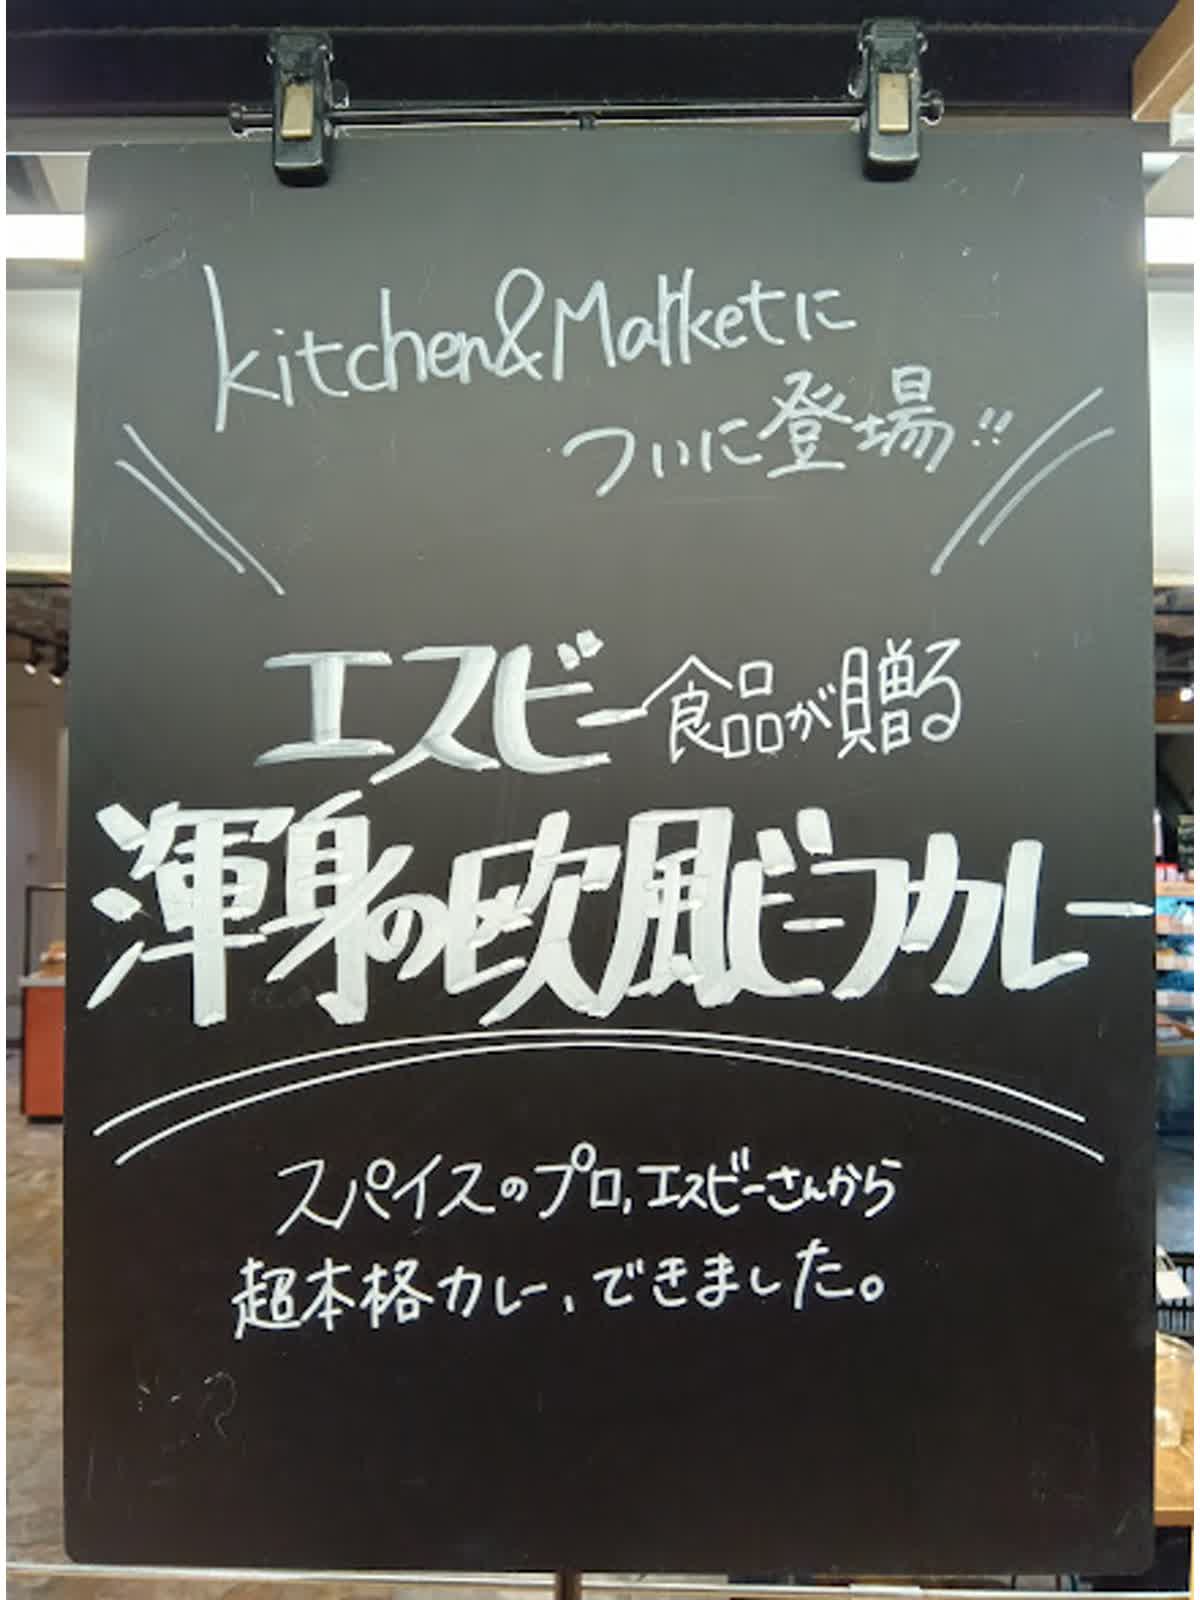 kitchen&Marketに
ついに登場!!
エスビー食品が贈る
渾身の欧風ビーフカレー
スパイスのプロ、エスビーさんから
超本格カレー、できました。